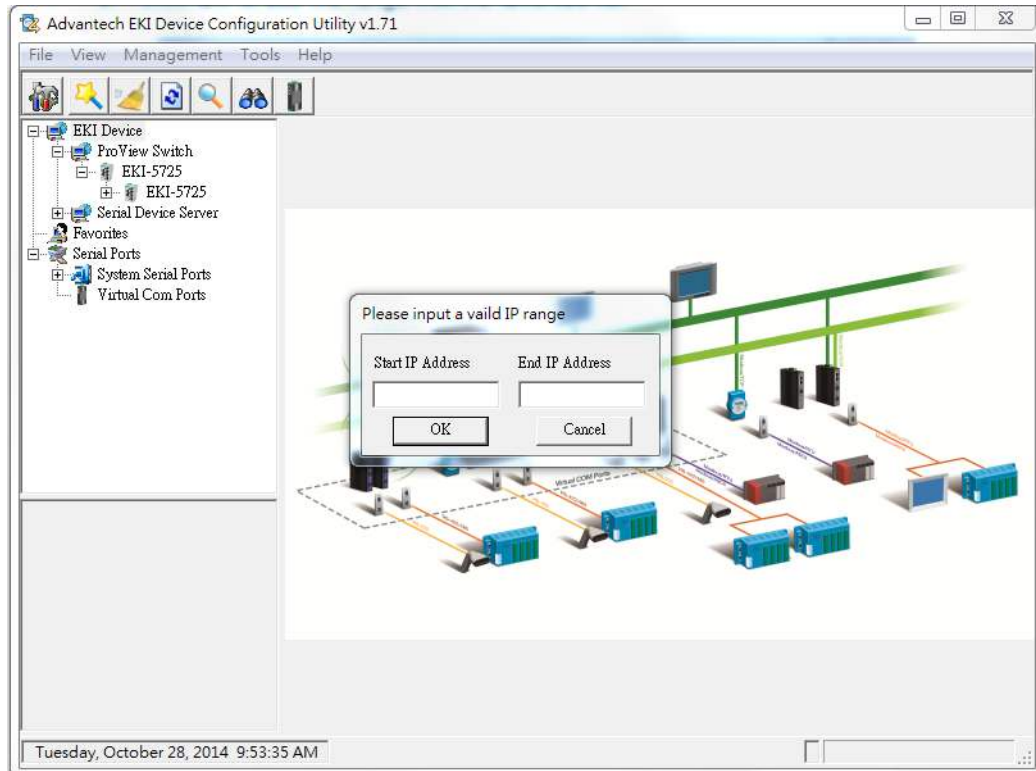 Advantech EKI Device Configuration Utility v1.71
File View Management Tools Help
EKI Device
ProView Switch
EKI-5725
EKI-5725
Serial Device Server
Favorites
Serial Ports
System Serial Ports
Virtual Com Ports
Please input a vaild IP range
Start IP Address End IP Address
OK Cancel
Virtual COM Ports
Tuesday, October 28, 2014 9:53:35 AM